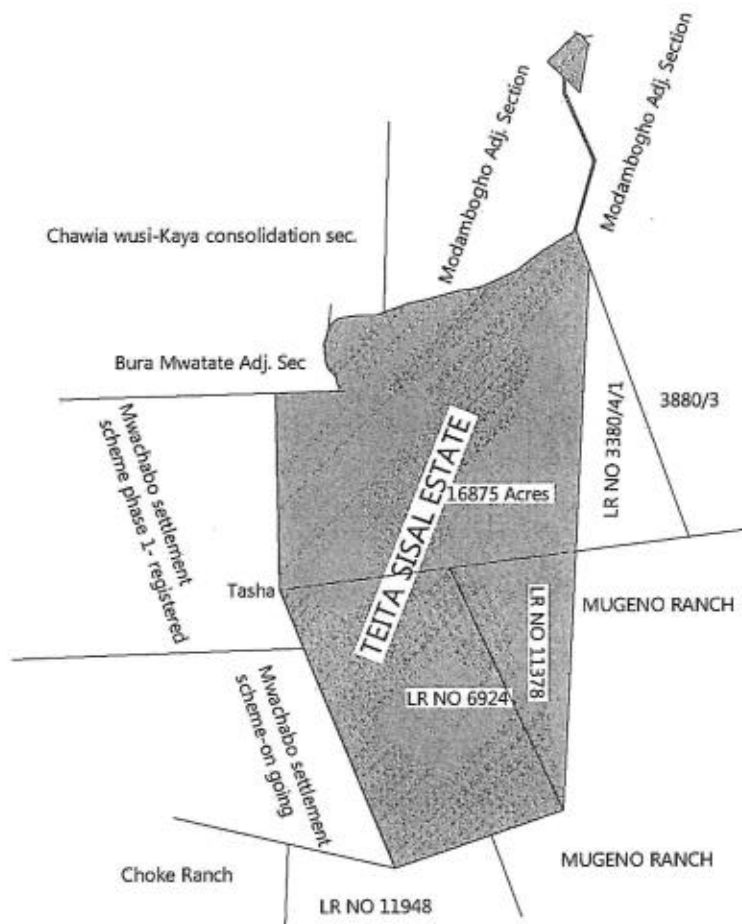 Modambogho Adj. Section
Modambogho Adj. Section
Chawia wusi-Kaya consolidation sec.
Bura Mwatate Adj. Sec
Mwachabo settlement
scheme phase 1- registered
TEITA SISAL ESTATE
16875 Acres
LR NO 3380/4/1
3880/3
Tasha
LR NO 11378
MUGENO RANCH
LR NO 6924
Mwachabo settlement
scheme-on going
Choke Ranch
LR NO 11948
MUGENO RANCH